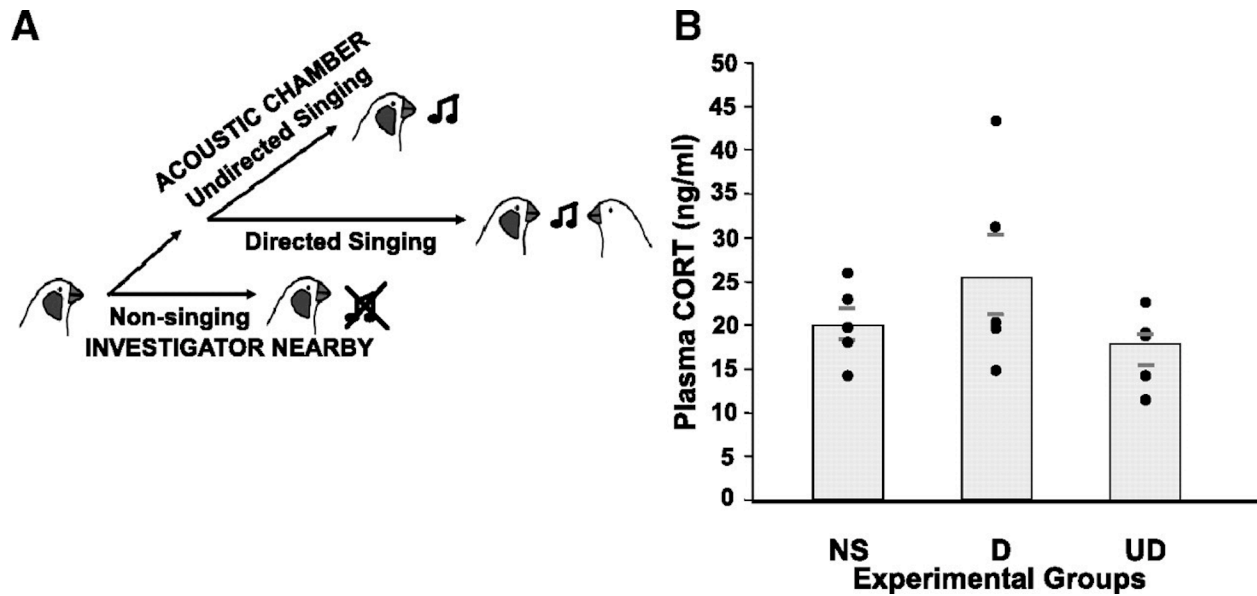 A
ACOUSTIC CHAMBER
Undirected Singing
Directed Singing
Non-singing
INVESTIGATOR NEARBY
B
Plasma CORT (ng/ml)
50
45
40
35
30
25
20
15
10
5
0
NS D UD
Experimental Groups